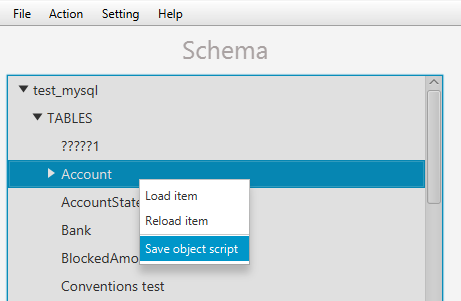 File Action Setting Help
Schema
test_mysql
TABLES
?????1
Account
Load item
AccountState
Reload item
Bank
Save object script
BlockedAmo
Conventions test